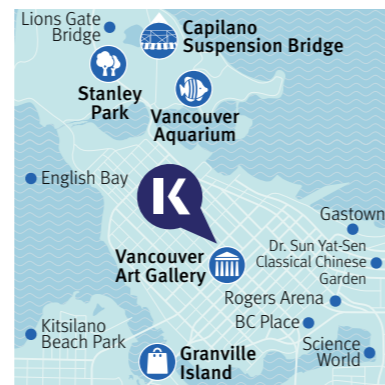 Lions Gate
Bridge
Capilano
Suspension Bridge
Stanley
Park
Vancouver
Aquarium
English Bay
K
Gastown
Dr. Sun Yat-Sen
Classical Chinese
Garden
Vancouver
Art Gallery
Rogers Arena
BC Place
Kitsilano
Beach Park
Granville
Island
Science
World